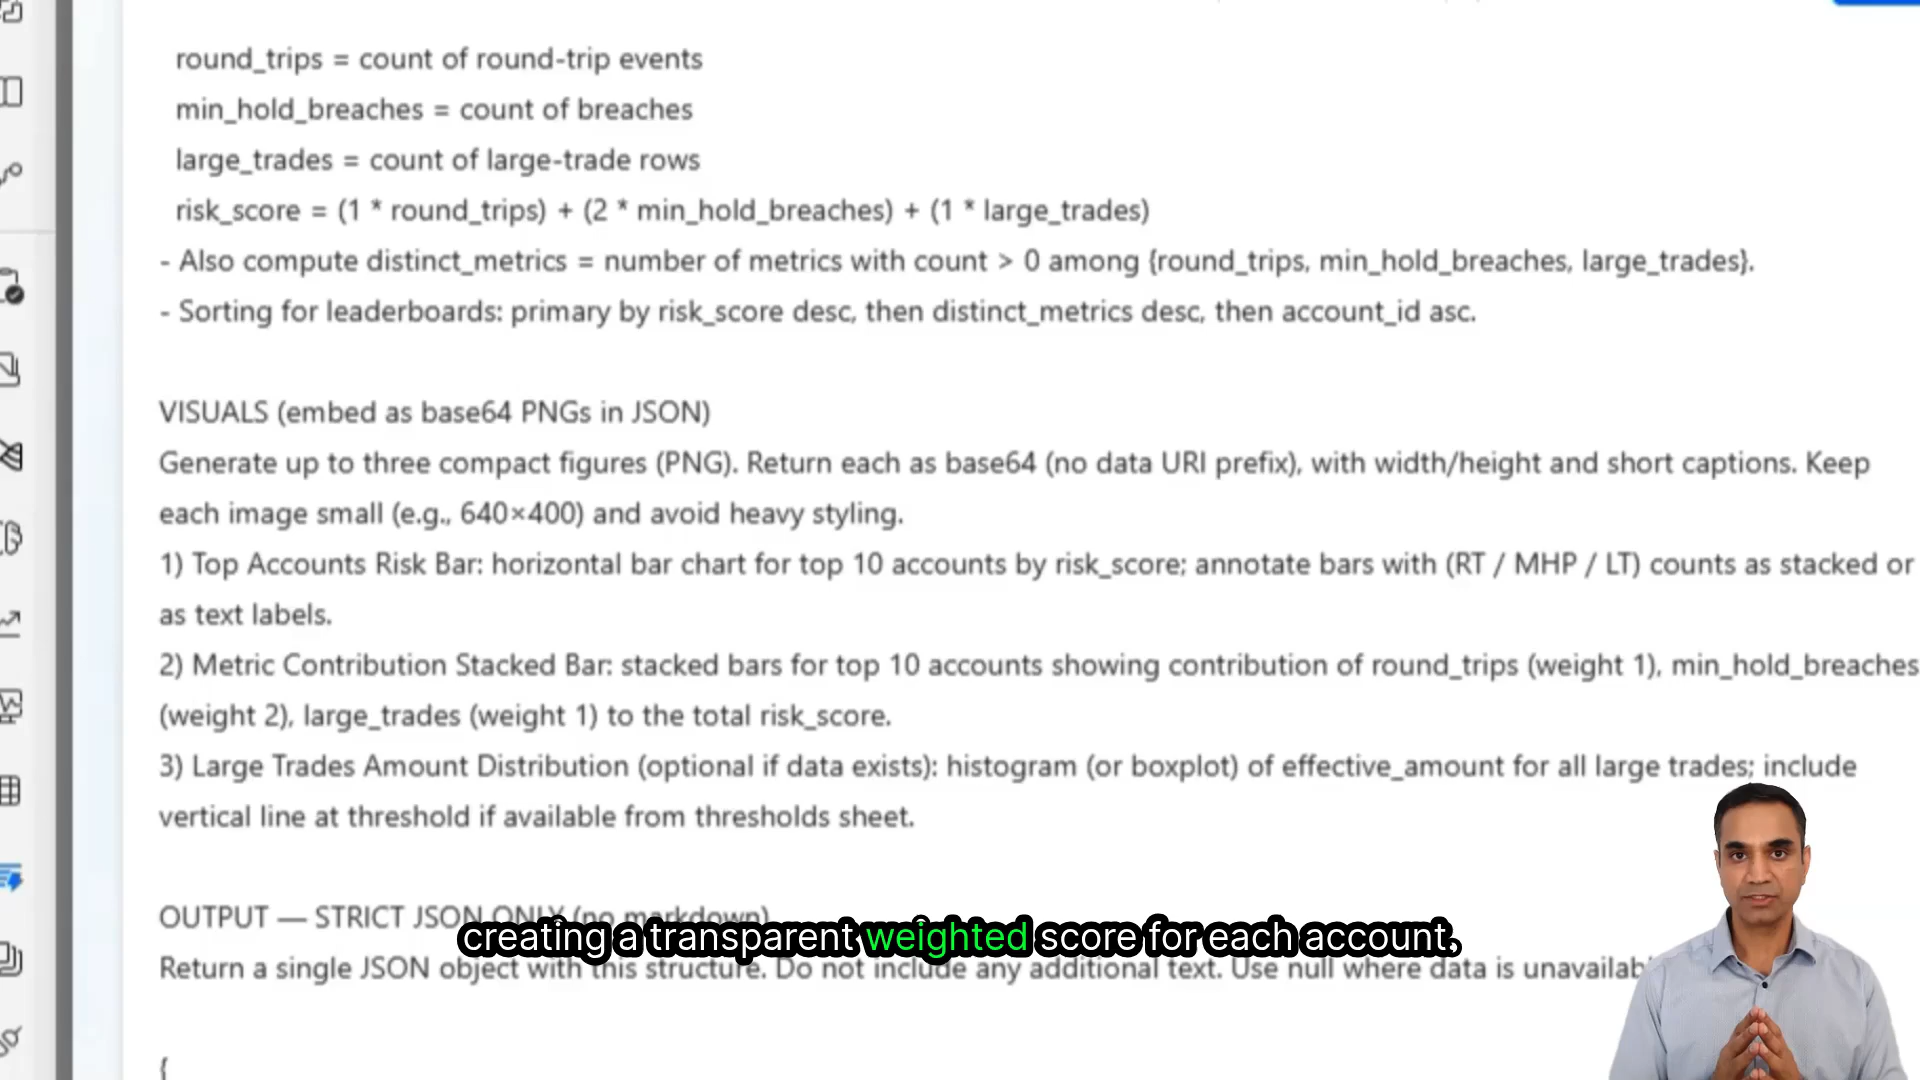 round_trips = count of round-trip events
min_hold_breaches = count of breaches
large_trades = count of large-trade rows
risk_score = (1 * round_trips) + (2 * min_hold_breaches) + (1 * large_trades)
- Also compute distinct_metrics = number of metrics with count > 0 among {round_trips, min_hold_breaches, large_trades}.
- Sorting for leaderboards: primary by risk_score desc, then distinct_metrics desc, then account_id asc.
VISUALS (embed as base64 PNGs in JSON)
Generate up to three compact figures (PNG). Return each as base64 (no data URI prefix), with width/height and short captions. Keep
each image small (e.g., 640×400) and avoid heavy styling.
1) Top Accounts Risk Bar: horizontal bar chart for top 10 accounts by risk_score; annotate bars with (RT / MHP / LT) counts as stacked or
as text labels.
2) Metric Contribution Stacked Bar: stacked bars for top 10 accounts showing contribution of round_trips (weight 1), min_hold_breaches
(weight 2), large_trades (weight 1) to the total risk_score.
3) Large Trades Amount Distribution (optional if data exists): histogram (or boxplot) of effective_amount for all large trades; include
vertical line at threshold if available from thresholds sheet.
OUTPUT — STRICT JSON ONLY (no markdown)
creating a transparent weighted score for each account.
Return a single JSON object with this structure. Do not include any additional text. Use null where data is
{